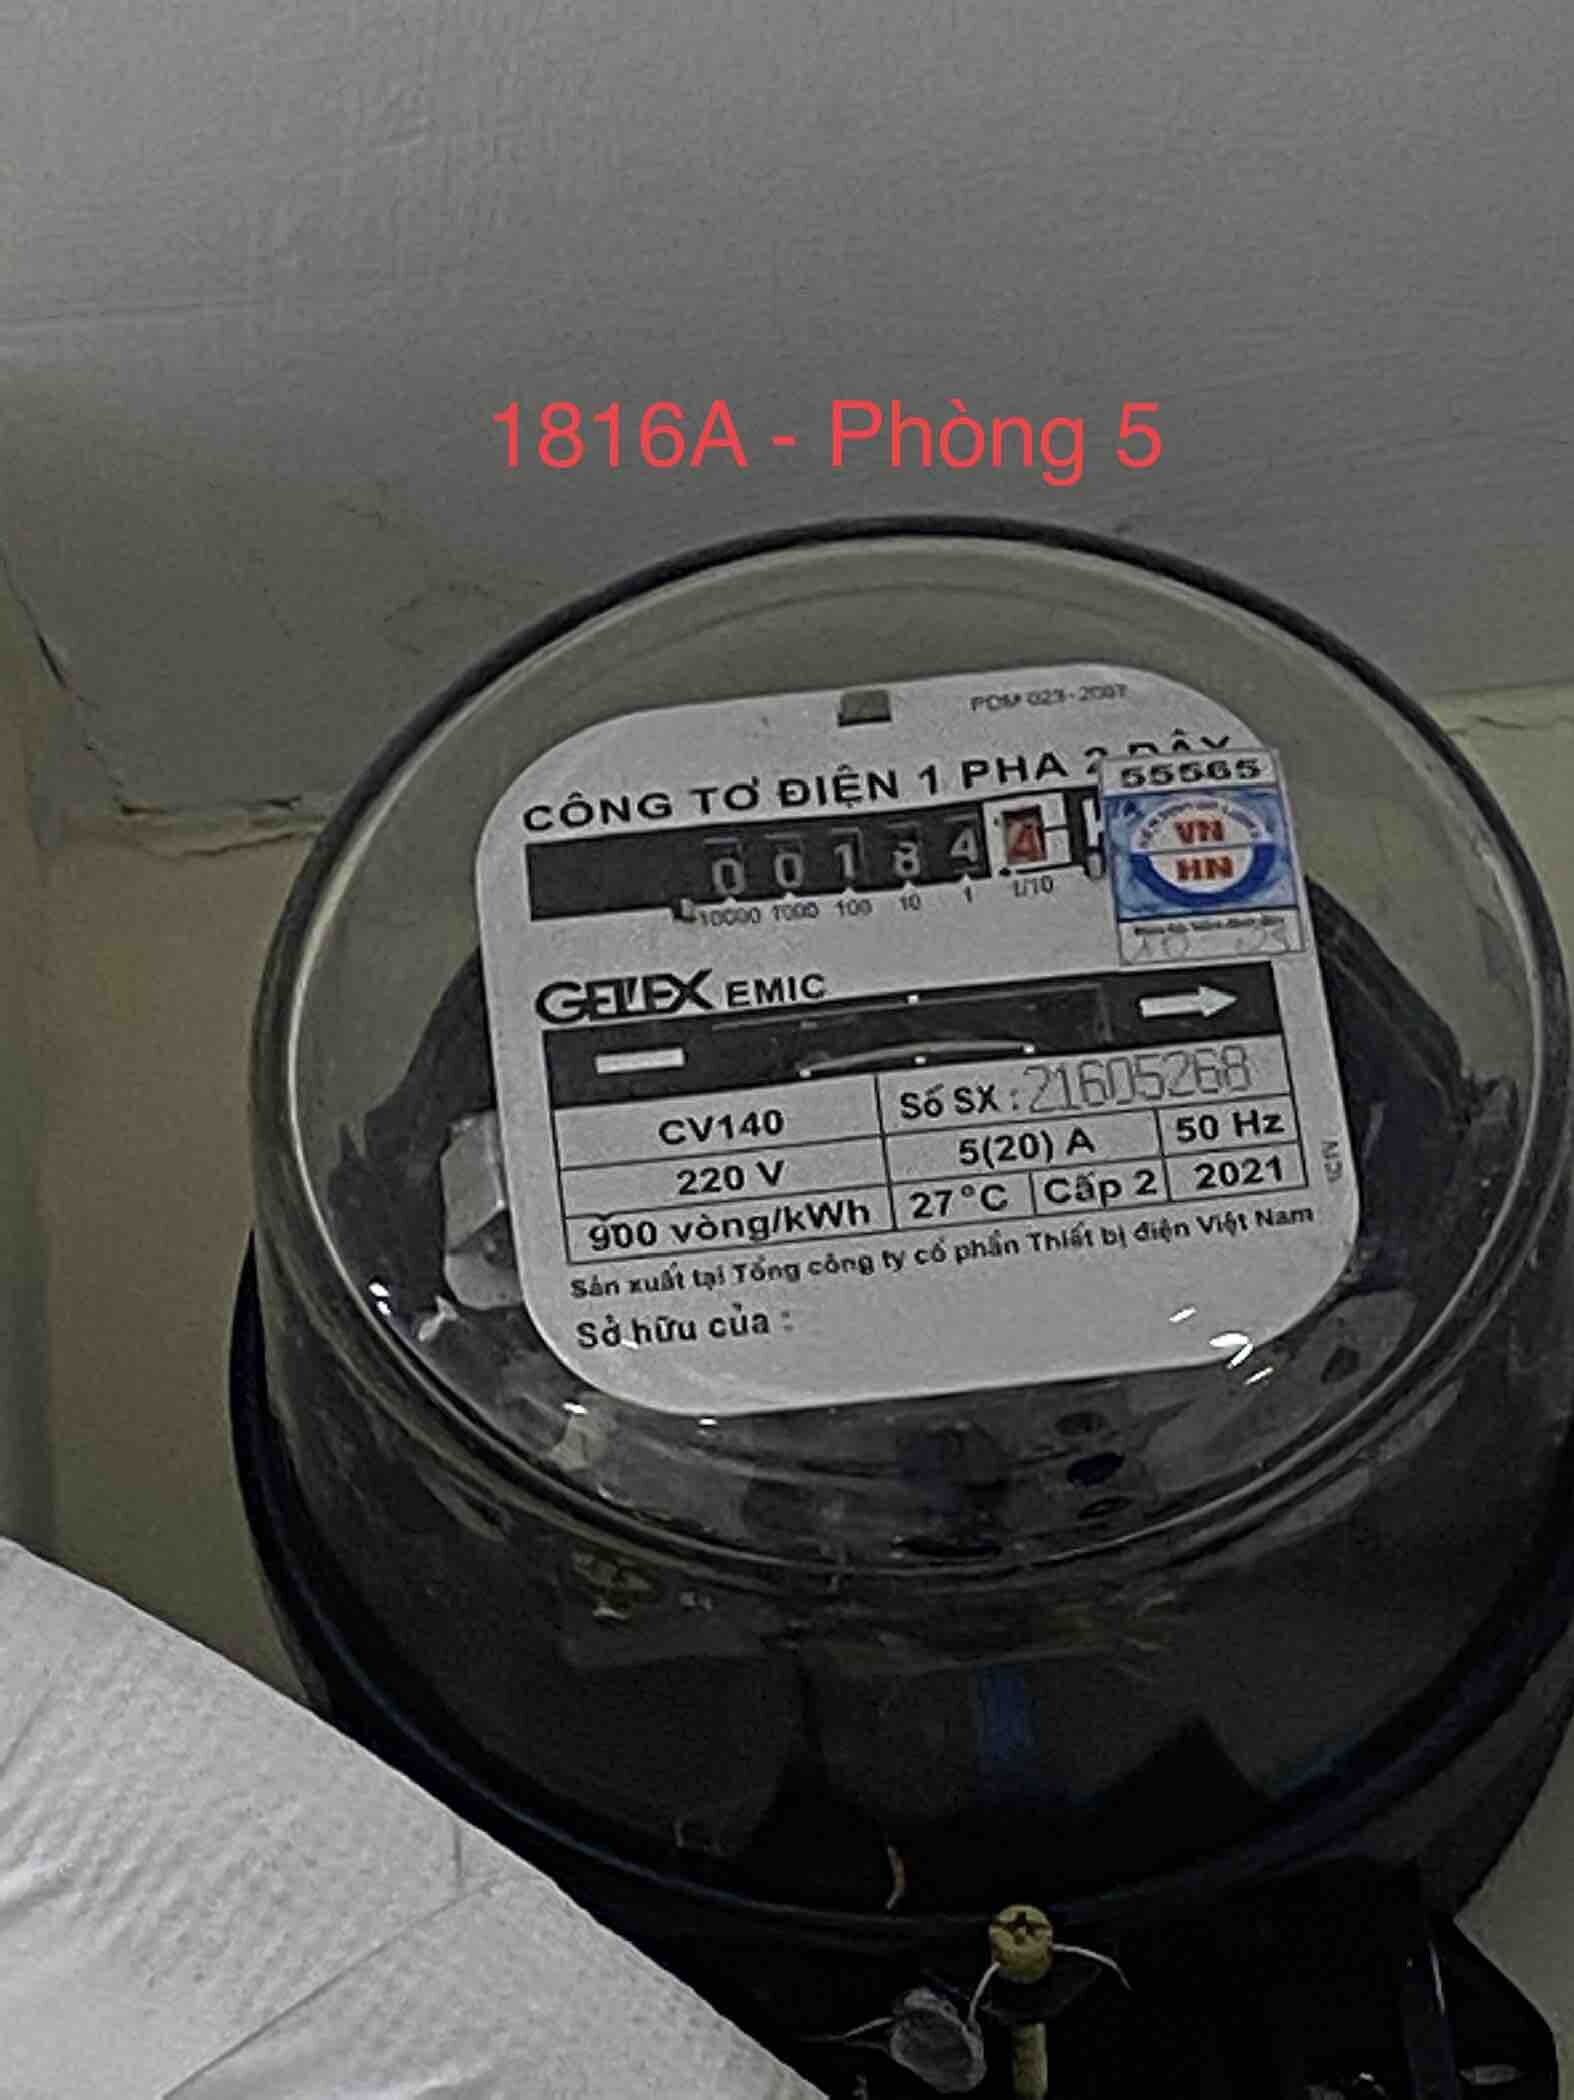 1816A - Phòng 5
PĐM 023-2007
CÔNG TƠ ĐIỆN 1 PHA 2 DÂY
55565
0 0 1 8 4 4
10000 1000 100 10 1 1/10
VN
HN
GELEX EMIC
CV140
Số SX : 21605268
220 V
5(20) A
50 Hz
900 vòng/kWh
27°C
Cấp 2
2021
Sản xuất tại Tổng công ty cổ phần Thiết bị điện Việt Nam
Sở hữu của :